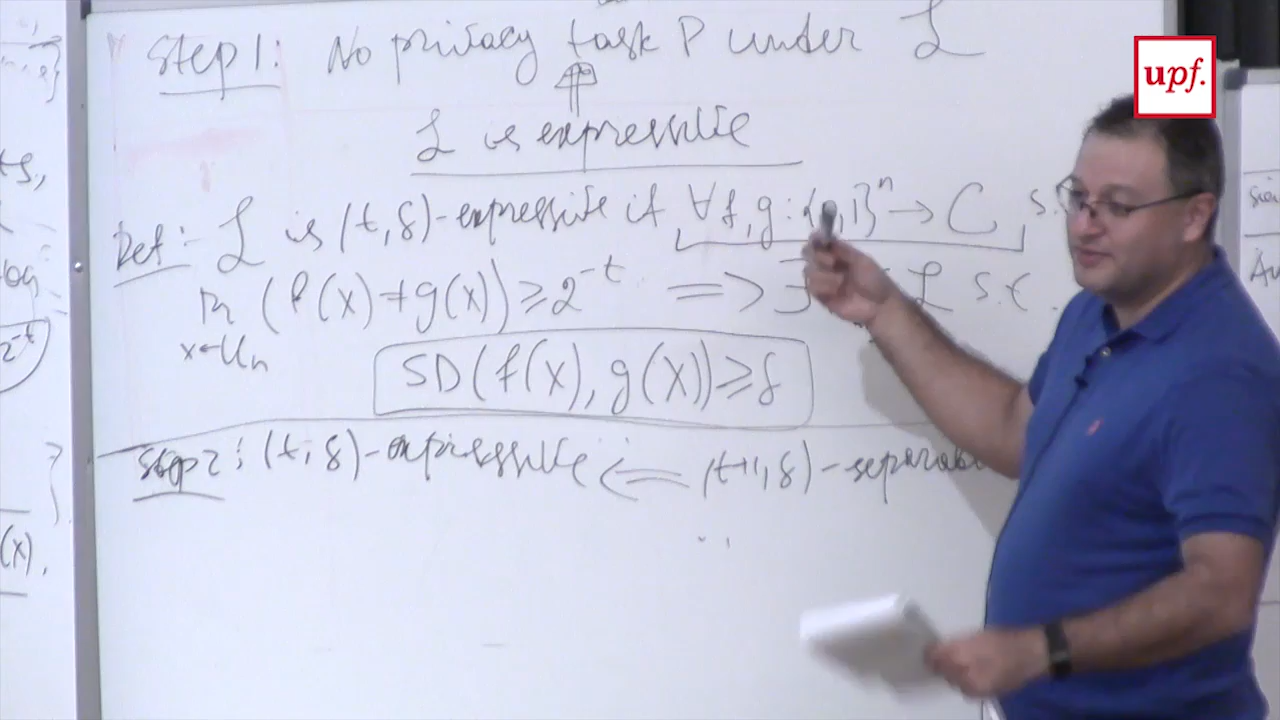 Step 1: No privacy task P under L
⇑
L is expressive
Def:- L is (t,δ)-expressive if ∀f,g:{ ,1}ⁿ→C, s.
Pr (f(x)≠g(x))≥2⁻ᵗ ⇒∃ L s.t
x←Uₙ
SD(f(X), g(X))≥δ
Step 2: (t,δ)-expressive ⇐ (t+1,δ)-separab
upf.
(x),